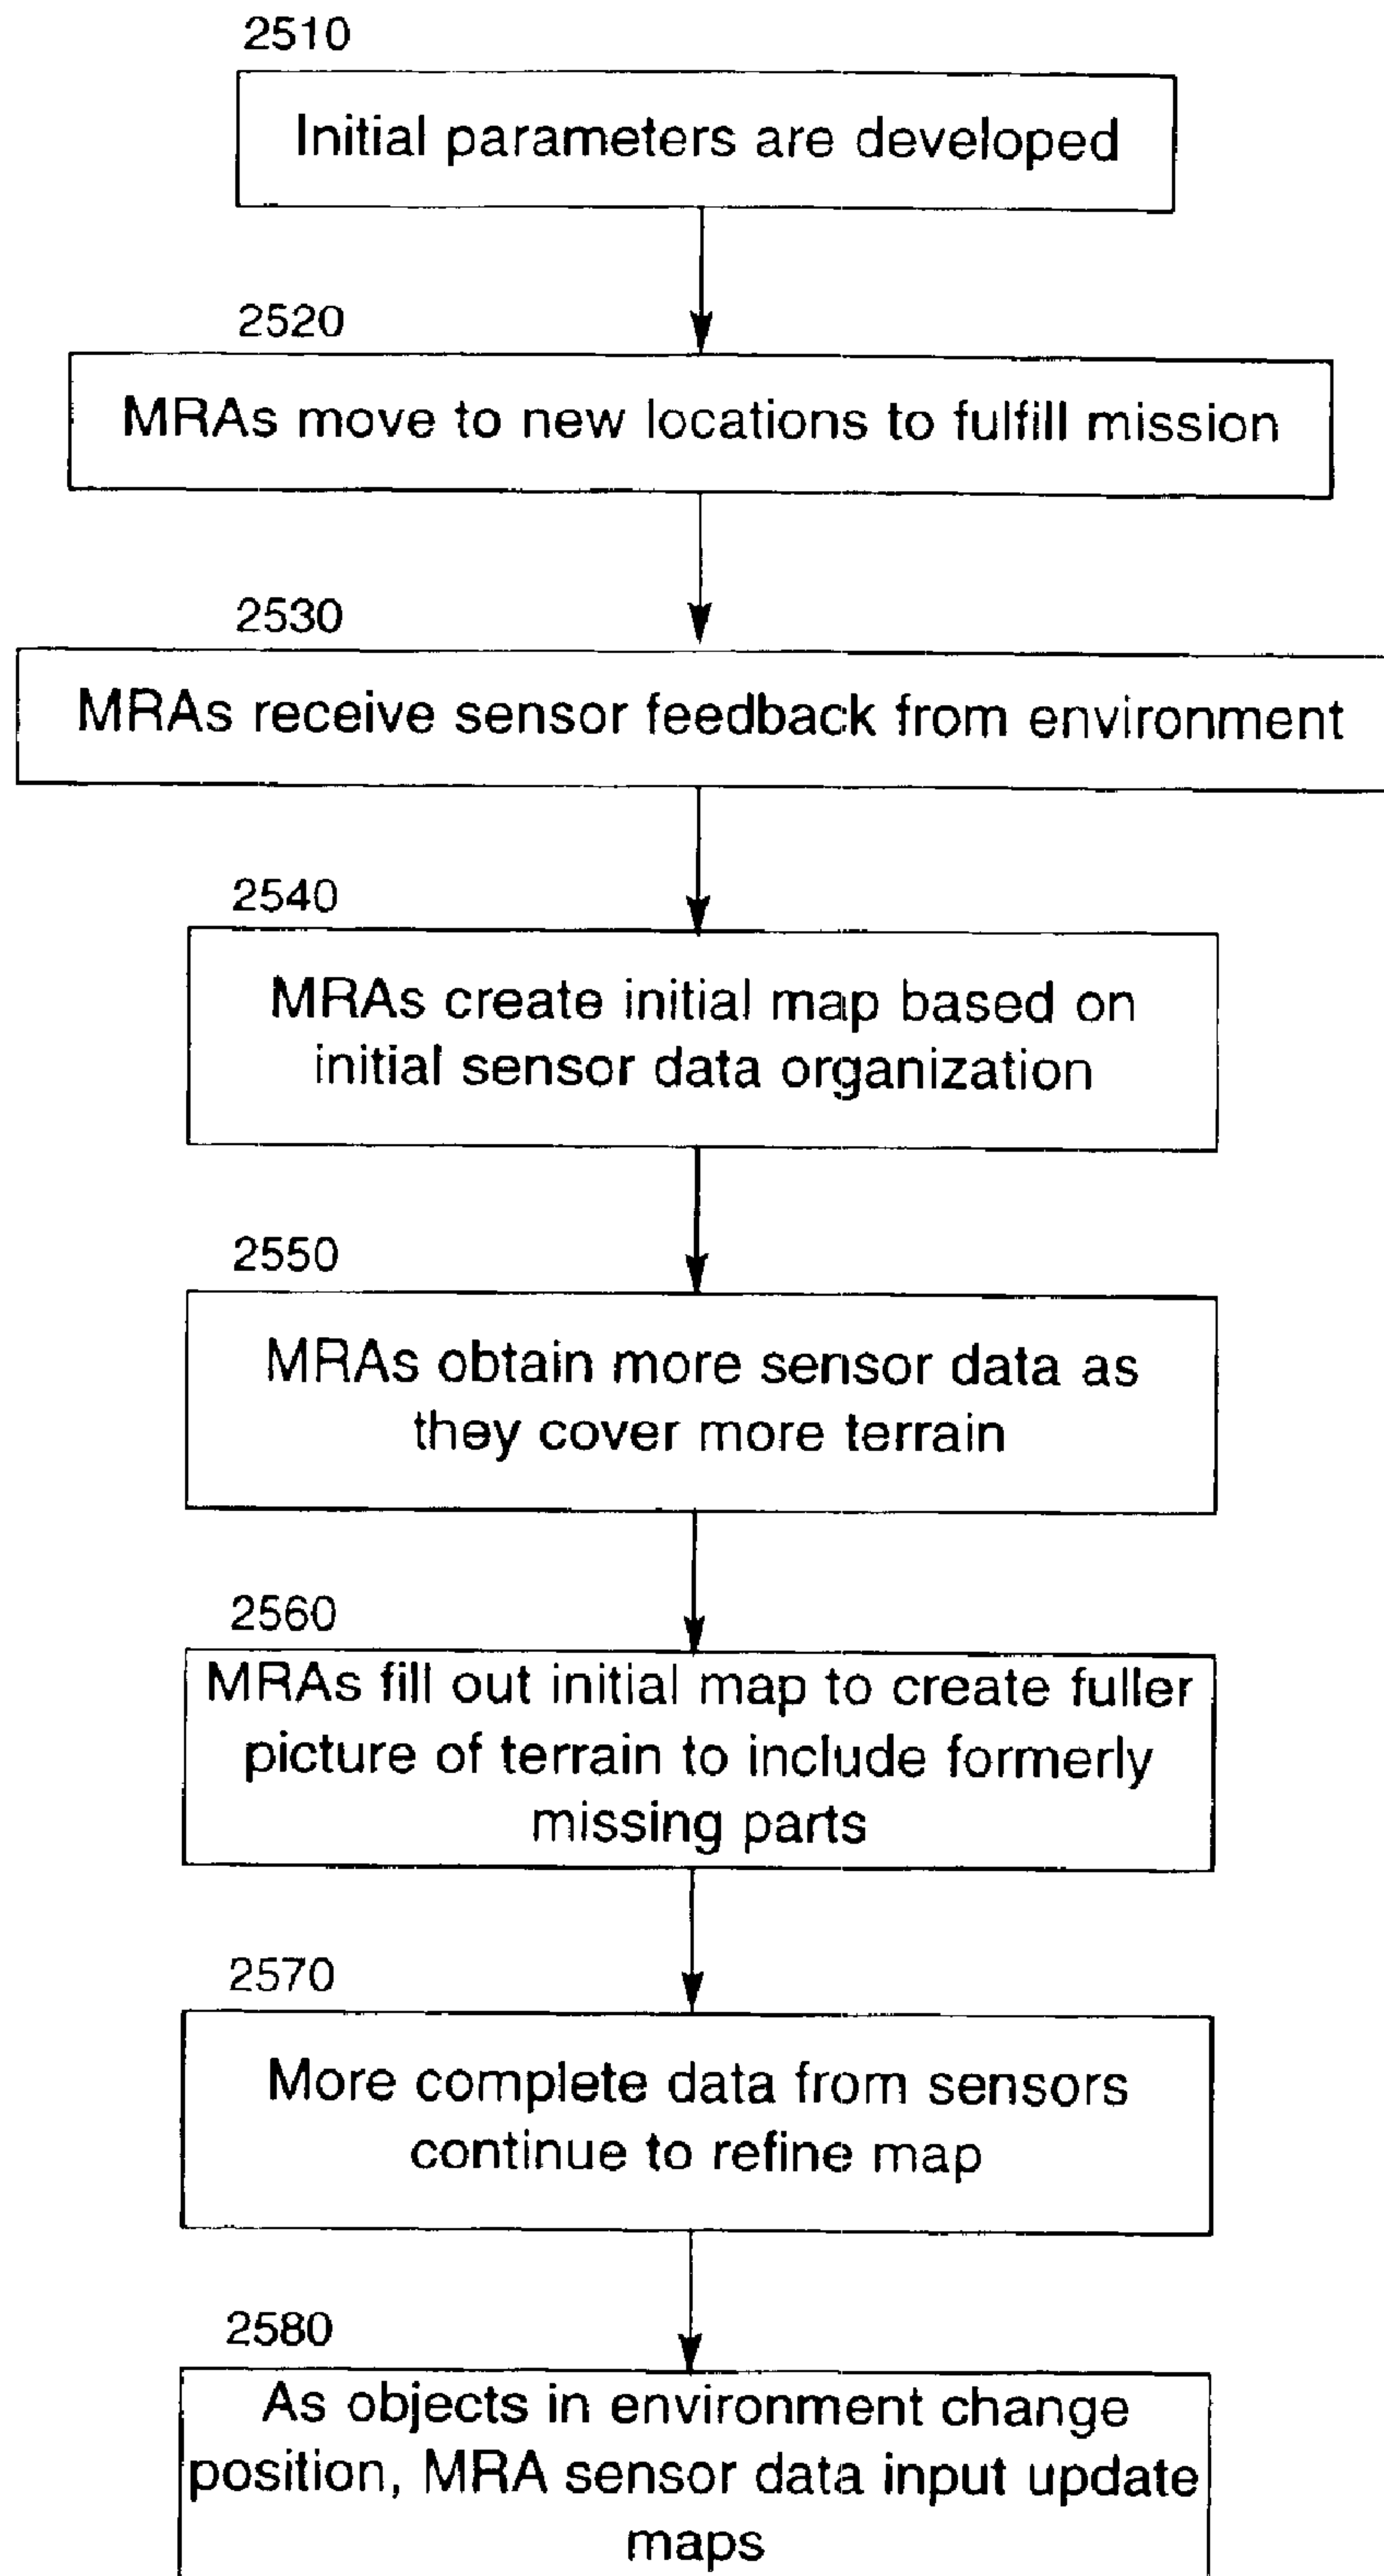 2510
Initial parameters are developed
2520
MRAs move to new locations to fulfill mission
2530
MRAs receive sensor feedback from environment
2540
MRAs create initial map based on
initial sensor data organization
2550
MRAs obtain more sensor data as
they cover more terrain
2560
MRAs fill out initial map to create fuller
picture of terrain to include formerly
missing parts
2570
More complete data from sensors
continue to refine map
2580
As objects in environment change
position, MRA sensor data input update
maps